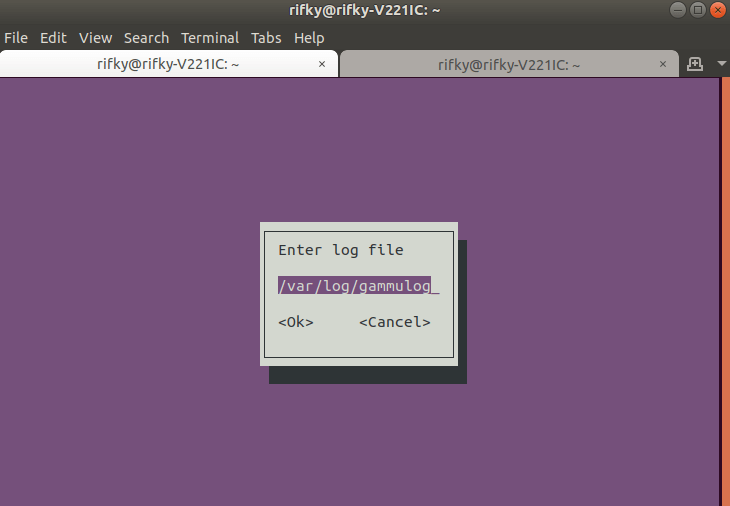 rifky@rifky-V221IC: ~
File Edit View Search Terminal Tabs Help
rifky@rifky-V221IC: ~ × rifky@rifky-V221IC: ~ ×
Enter log file
/var/log/gammulog_
<Ok> <Cancel>